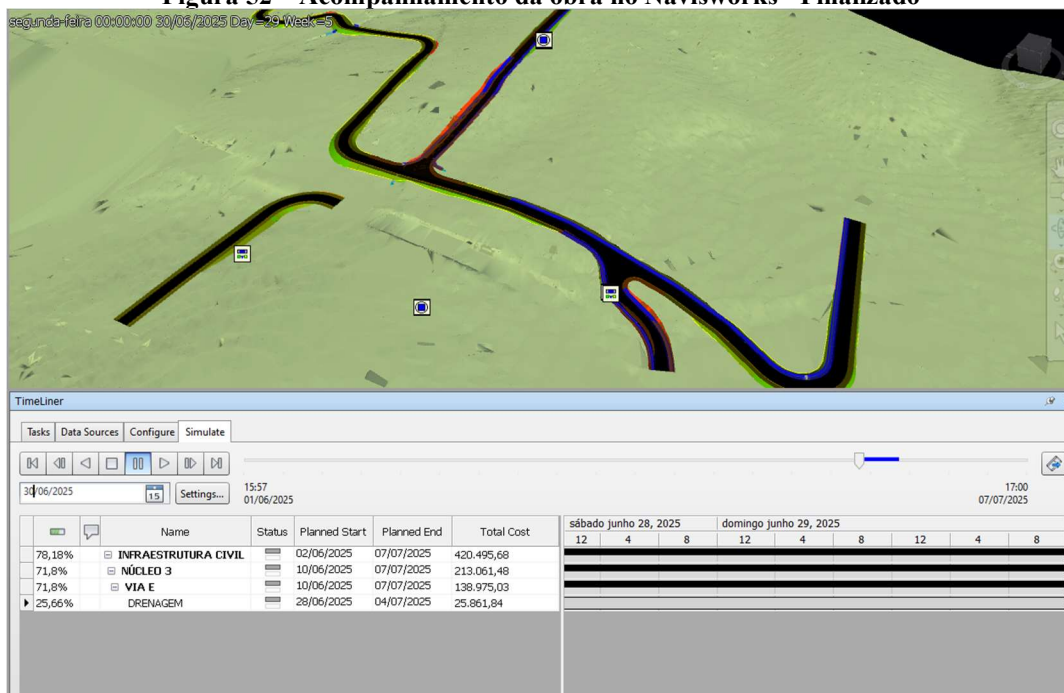 Figura 52 – Acompanhamento da obra no Navisworks - Finalizado
segunda-feira 00:00:00 30/06/2025 Day=29 Week=5
TimeLiner
Tasks Data Sources Configure Simulate
30/06/2025 15 Settings...
15:57
01/06/2025
17:00
07/07/2025
Name Status Planned Start Planned End Total Cost
sábado junho 28, 2025 domingo junho 29, 2025
12 4 8 12 4 8 12 4 8
78,18% INFRAESTRUTURA CIVIL 02/06/2025 07/07/2025 420.495,68
71,8% NÚCLEO 3 10/06/2025 07/07/2025 213.061,48
71,8% VIA E 10/06/2025 07/07/2025 138.975,03
25,66% DRENAGEM 28/06/2025 04/07/2025 25.861,84